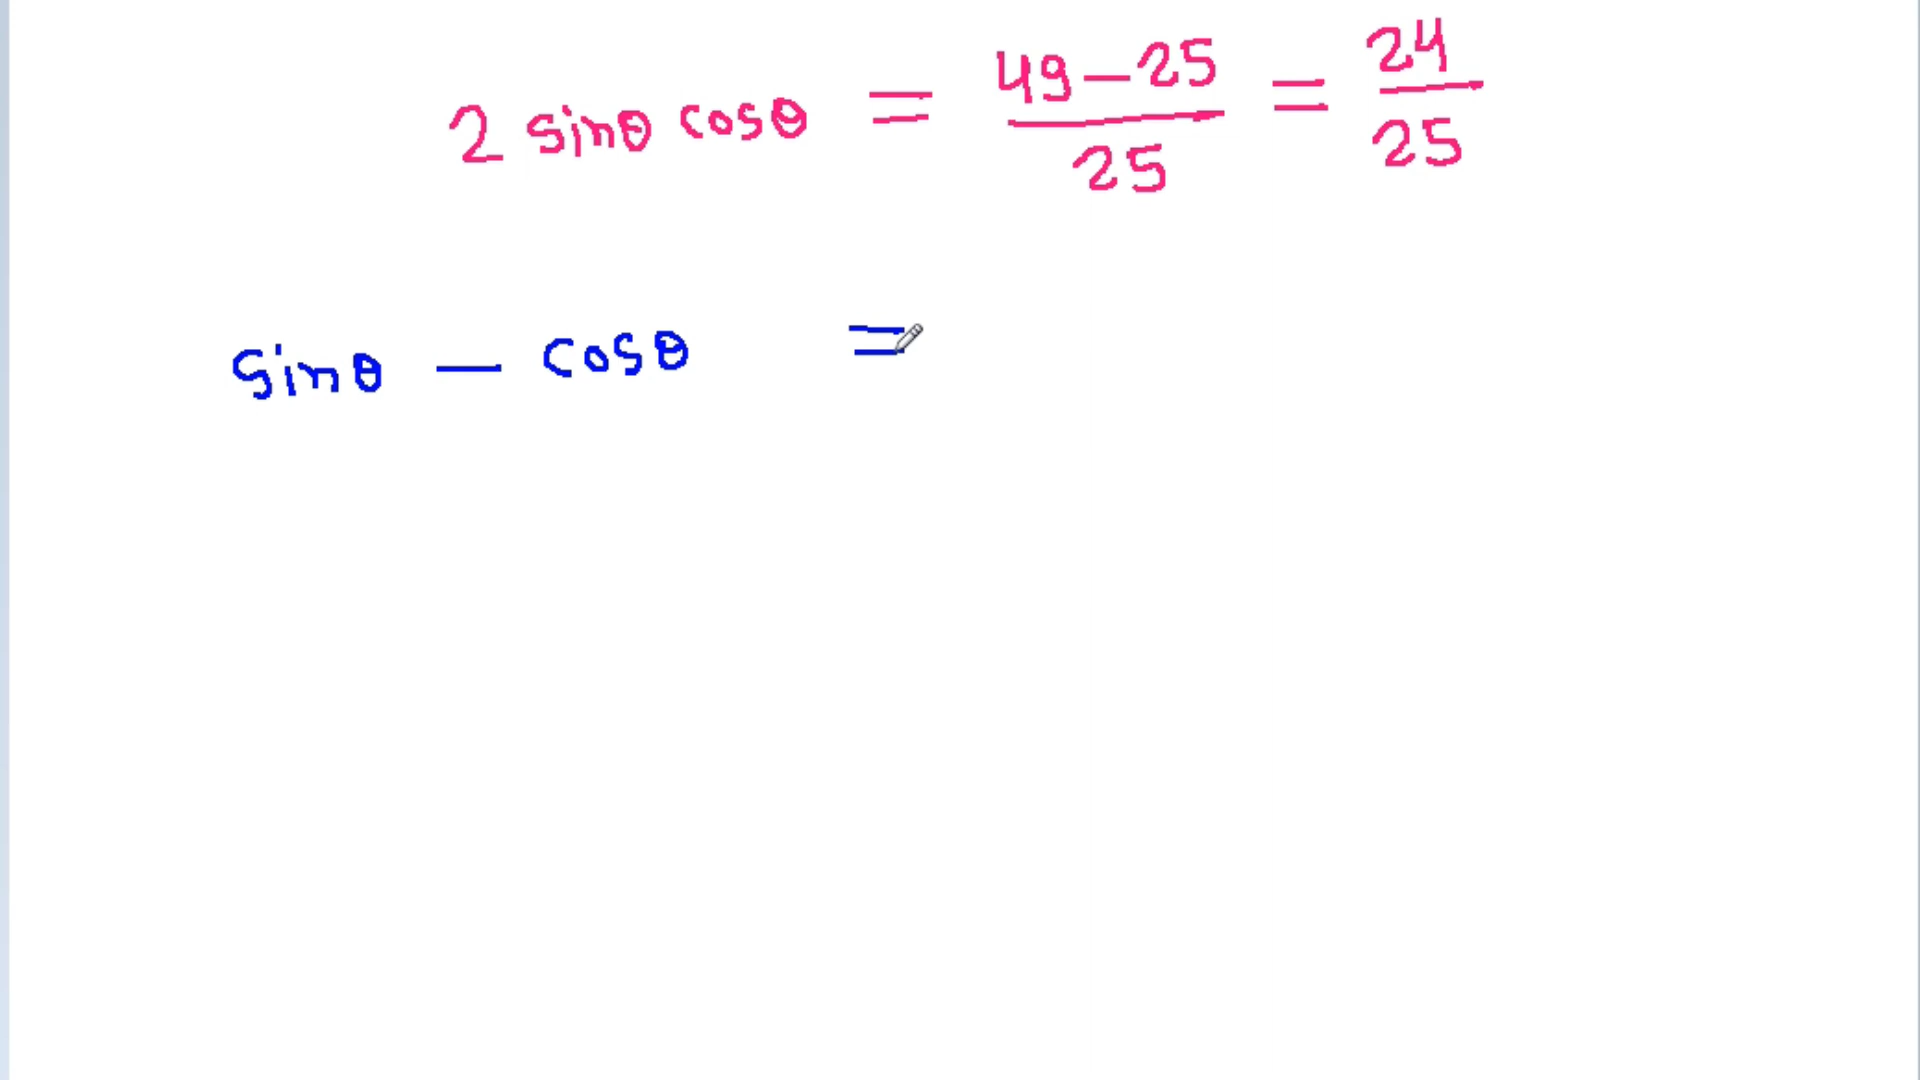 2 sinθ cosθ = 49-25/25 = 24/25
sinθ - cosθ =